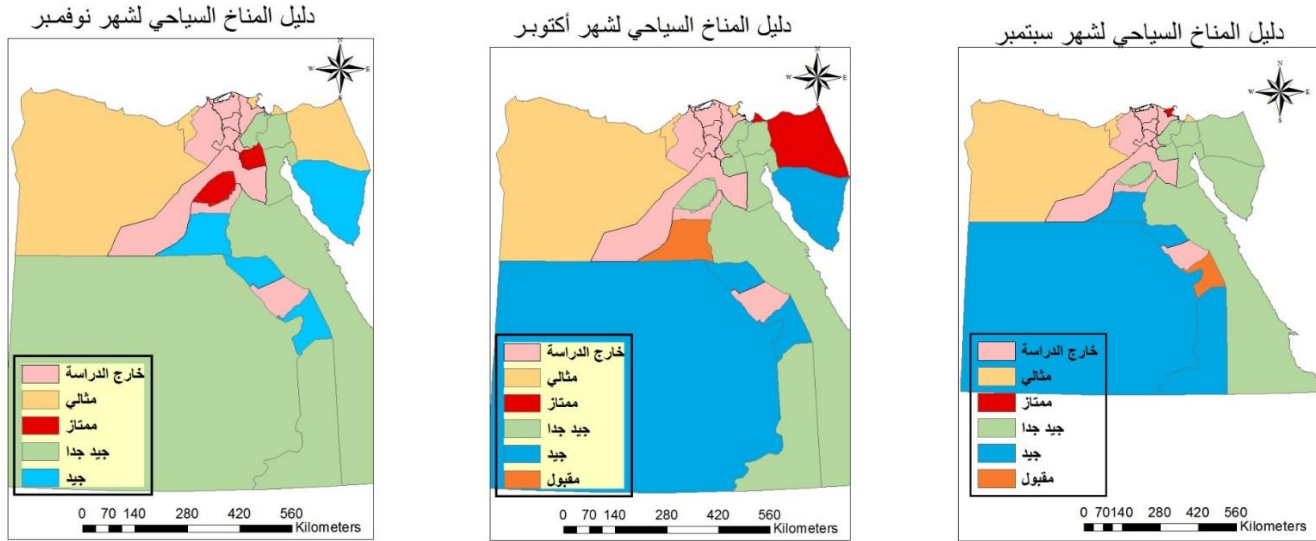 دليل المناخ السياحي لشهر سبتمبر
N
W E
S
خارج الدراسة
مثالي
ممتاز
جيد جدا
جيد
مقبول
0 70 140 280 420 560
Kilometers
دليل المناخ السياحي لشهر أكتوبر
N
W E
S
خارج الدراسة
مثالي
ممتاز
جيد جدا
جيد
مقبول
0 70 140 280 420 560
Kilometers
دليل المناخ السياحي لشهر نوفمبر
N
W E
S
خارج الدراسة
مثالي
ممتاز
جيد جدا
جيد
0 70 140 280 420 560
Kilometers